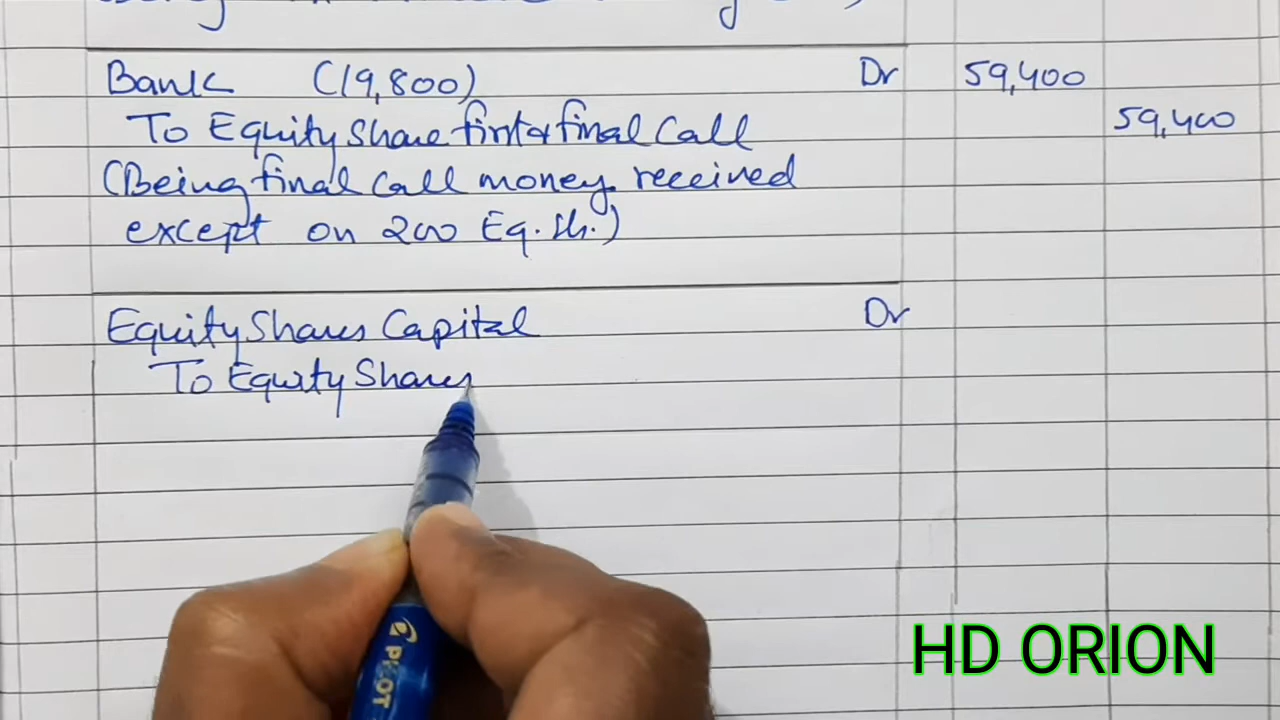 Bank (19,800) Dr 59,400
To Equity Share first & final Call 59,400
(Being final call money received
except on 200 Eq. Sh.)
Equity Shares Capital Dr
To Equity Shares
PILOT
HD ORION